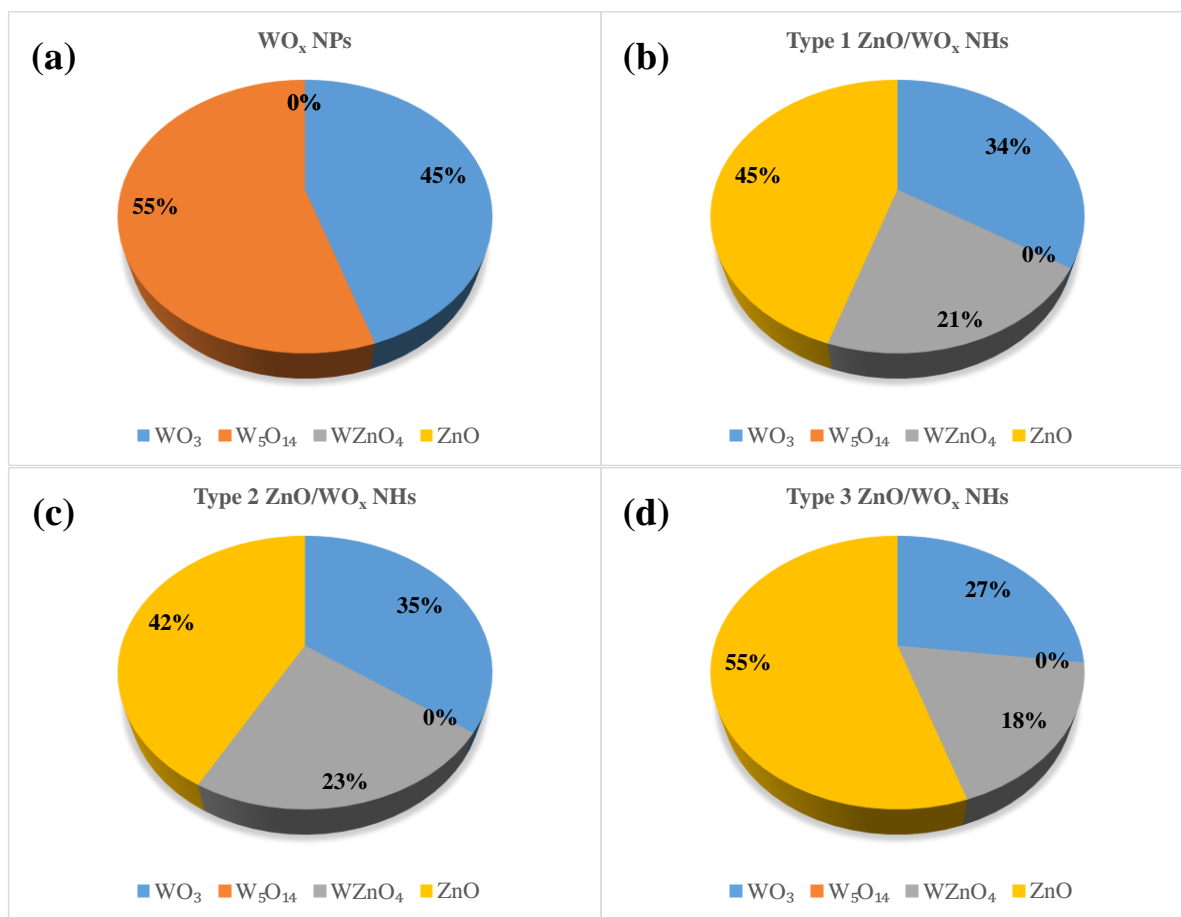 (a)
WOₓ NPs
0%
45%
55%
WO₃ W₅O₁₄ WZnO₄ ZnO
(b)
Type 1 ZnO/WOₓ NHs
34%
45%
0%
21%
WO₃ W₅O₁₄ WZnO₄ ZnO
(c)
Type 2 ZnO/WOₓ NHs
35%
42%
0%
23%
WO₃ W₅O₁₄ WZnO₄ ZnO
(d)
Type 3 ZnO/WOₓ NHs
27%
55%
0%
18%
WO₃ W₅O₁₄ WZnO₄ ZnO